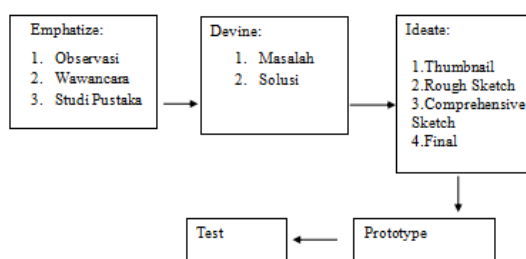 Emphatize:
1. Observasi
2. Wawancara
3. Studi Pustaka
Devine:
1. Masalah
2. Solusi
Ideate:
1.Thumbnail
2.Rough Sketch
3.Comprehensive
Sketch
4.Final
Prototype
Test